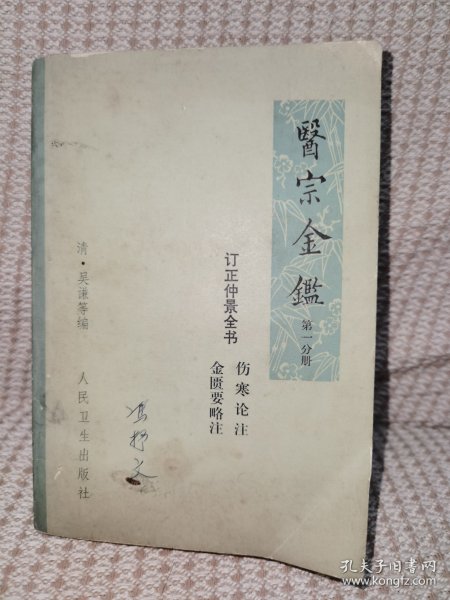 醫宗金鑑
第一分册
订正仲景全书
伤寒论注
金匮要略注
清·吴谦等编
人民卫生出版社
孔夫子旧书网
www.kongfz.com